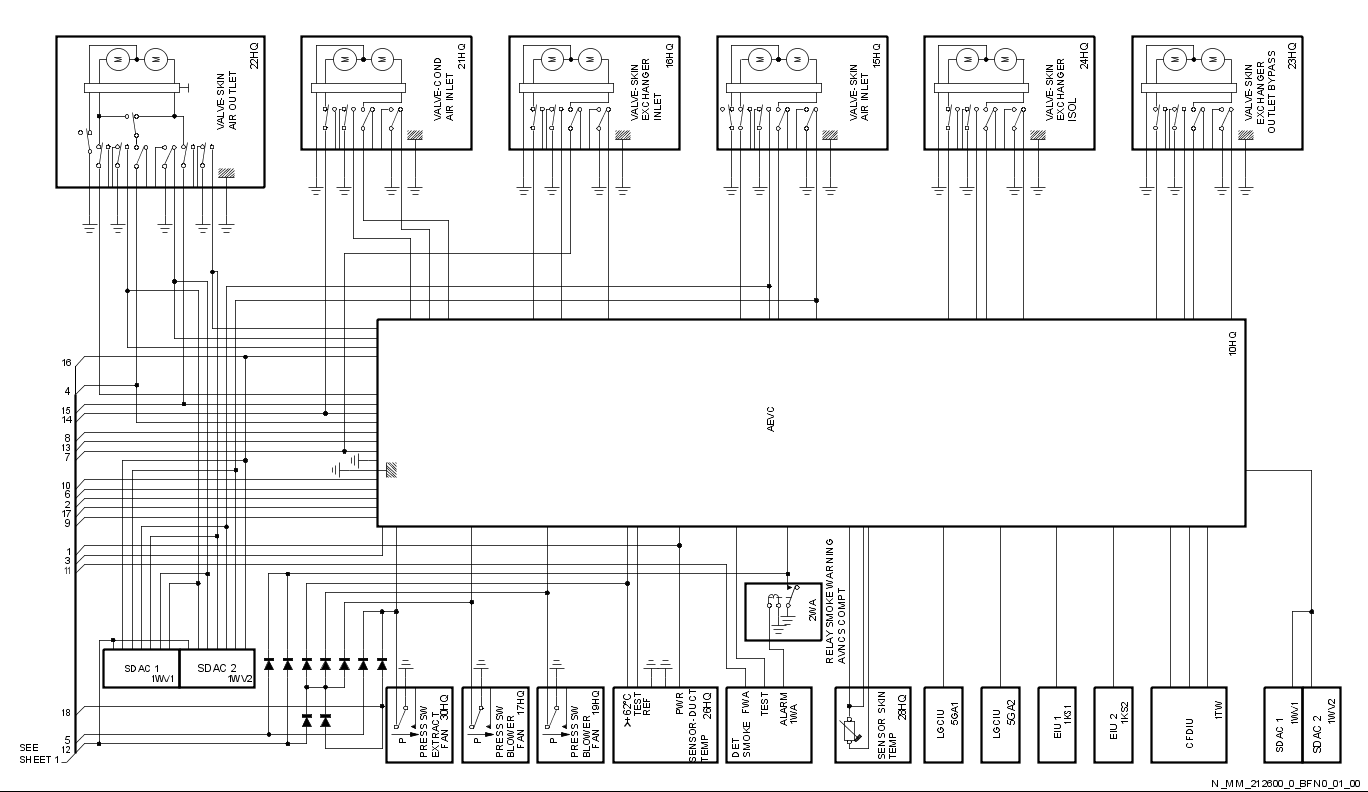 22HQ
VALVE-SKIN
AIR OUTLET
M
M
21HQ
VALVE-COND
AIR INLET
M
M
16HQ
VALVE-SKIN
EXCHANGER
INLET
M
M
15HQ
VALVE-SKIN
AIR INLET
M
M
24HQ
VALVE-SKIN
EXCHANGER
ISOL
M
M
23HQ
VALVE-SKIN
EXCHANGER
OUTLET BYPASS
M
M
10HQ
AEVC
16
4
15
14
8
13
7
10
6
2
17
9
1
3
11
18
5
12
SEE
SHEET 1
SDAC 1
1WV1
SDAC 2
1WV2
P
PRESS SW
EXTRACT
FAN 30HQ
P
PRESS SW
BLOWER
FAN 17HQ
P
PRESS SW
BLOWER
FAN 19HQ
>+62°C
TEST
REF
PWR
SENSOR-DUCT
TEMP 26HQ
2WA
RELAY SMOKE WARNING
AVNCS COMPT
DET
SMOKE FWA
TEST
ALARM
1WA
SENSOR SKIN
TEMP 28HQ
LGCIU
5GA1
LGCIU
5GA2
EIU 1
1KS1
EIU 2
1KS2
CFDIU
1TW
SDAC 1
1WV1
SDAC 2
1WV2
N_MM_212600_0_BFN0_01_00